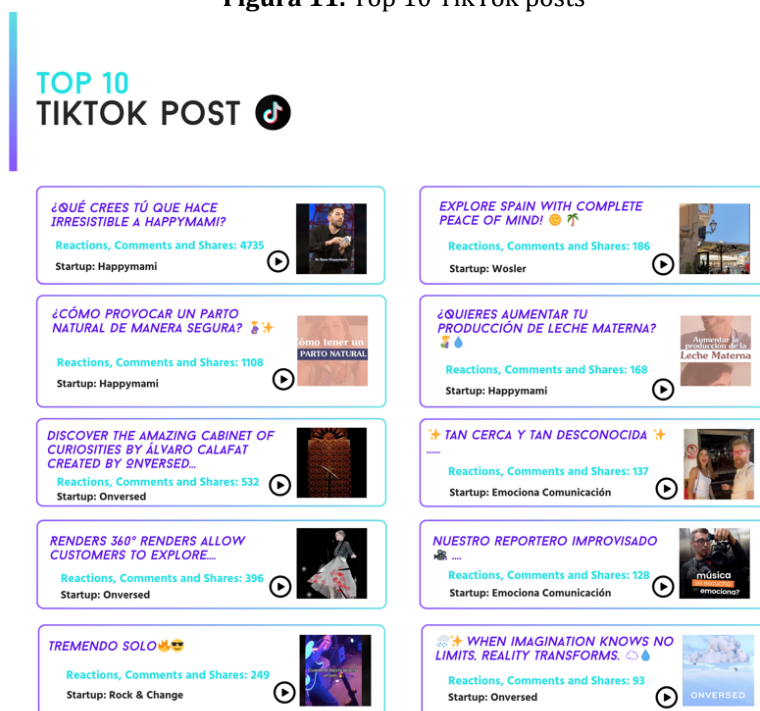 Figura 11. Top 10 TikTok posts
TOP 10
TIKTOK POST
¿QUÉ CREES TÚ QUE HACE
IRRESISTIBLE A HAPPYMAMI?
Reactions, Comments and Shares: 4735
Startup: Happymami
¿CÓMO PROVOCAR UN PARTO
NATURAL DE MANERA SEGURA? 🤰✨
Cómo tener un
PARTO NATURAL
Reactions, Comments and Shares: 1108
Startup: Happymami
DISCOVER THE AMAZING CABINET OF
CURIOSITIES BY ÁLVARO CALAFAT
CREATED BY ONVERSED...
Reactions, Comments and Shares: 532
Startup: Onversed
RENDERS 360° RENDERS ALLOW
CUSTOMERS TO EXPLORE....
Reactions, Comments and Shares: 396
Startup: Onversed
TREMENDO SOLO🔥😎
Reactions, Comments and Shares: 249
Startup: Rock & Change
EXPLORE SPAIN WITH COMPLETE
PEACE OF MIND! 🌞 🌴
Reactions, Comments and Shares: 186
Startup: Wosler
¿QUIERES AUMENTAR TU
PRODUCCIÓN DE LECHE MATERNA?
🤱💧
Aumentar la
producción de la
Leche Materna
Reactions, Comments and Shares: 168
Startup: Happymami
✨ TAN CERCA Y TAN DESCONOCIDA ✨
......
Reactions, Comments and Shares: 137
Startup: Emociona Comunicación
NUESTRO REPORTERO IMPROVISADO
🎥 ....
Reactions, Comments and Shares: 128
Startup: Emociona Comunicación
música
emociona?
🌧️✨ WHEN IMAGINATION KNOWS NO
LIMITS, REALITY TRANSFORMS. ☁️💧
Reactions, Comments and Shares: 93
Startup: Onversed
ONVERSED